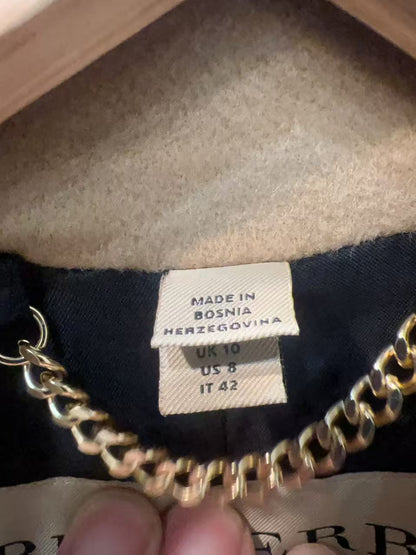 MADE IN
BOSNIA
HERZEGOVINA
UK 10
US 8
IT 42